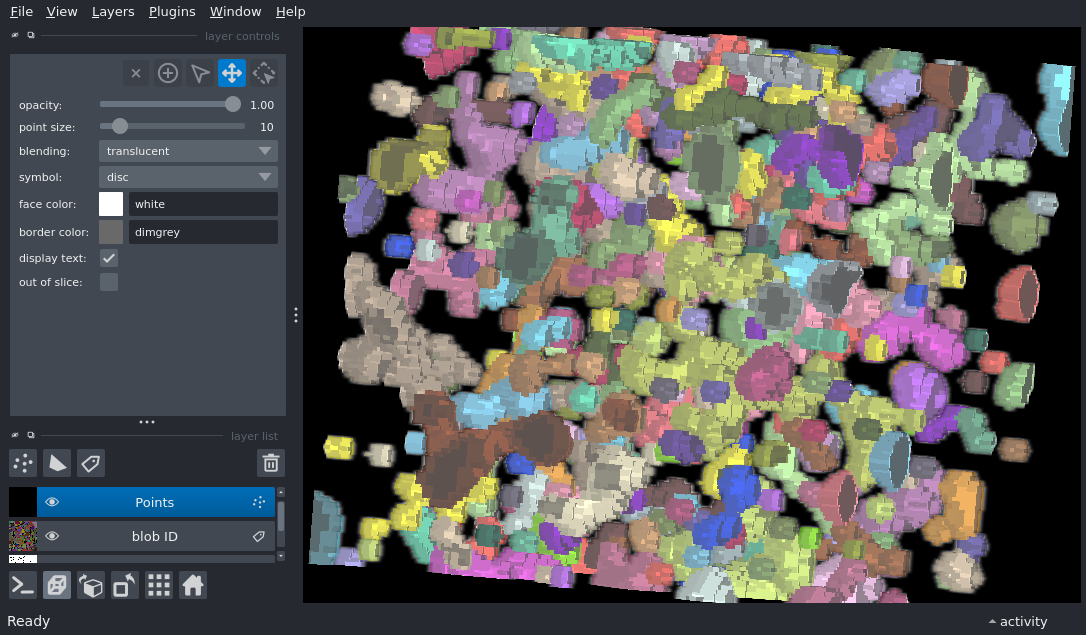 File View Layers Plugins Window Help
layer controls
opacity: 1.00
point size: 10
blending: translucent
symbol: disc
face color: white
border color: dimgrey
display text:
out of slice:
layer list
Points
blob ID
Ready
activity